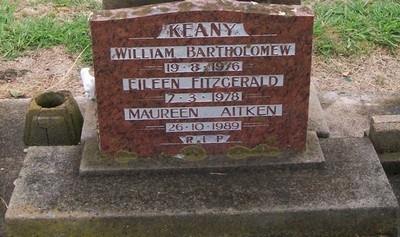 KEANY
WILLIAM BARTHOLOMEW
19-8-1976
EILEEN FITZGERALD
7-3-1978
MAUREEN AITKEN
26-10-1989
R.I.P